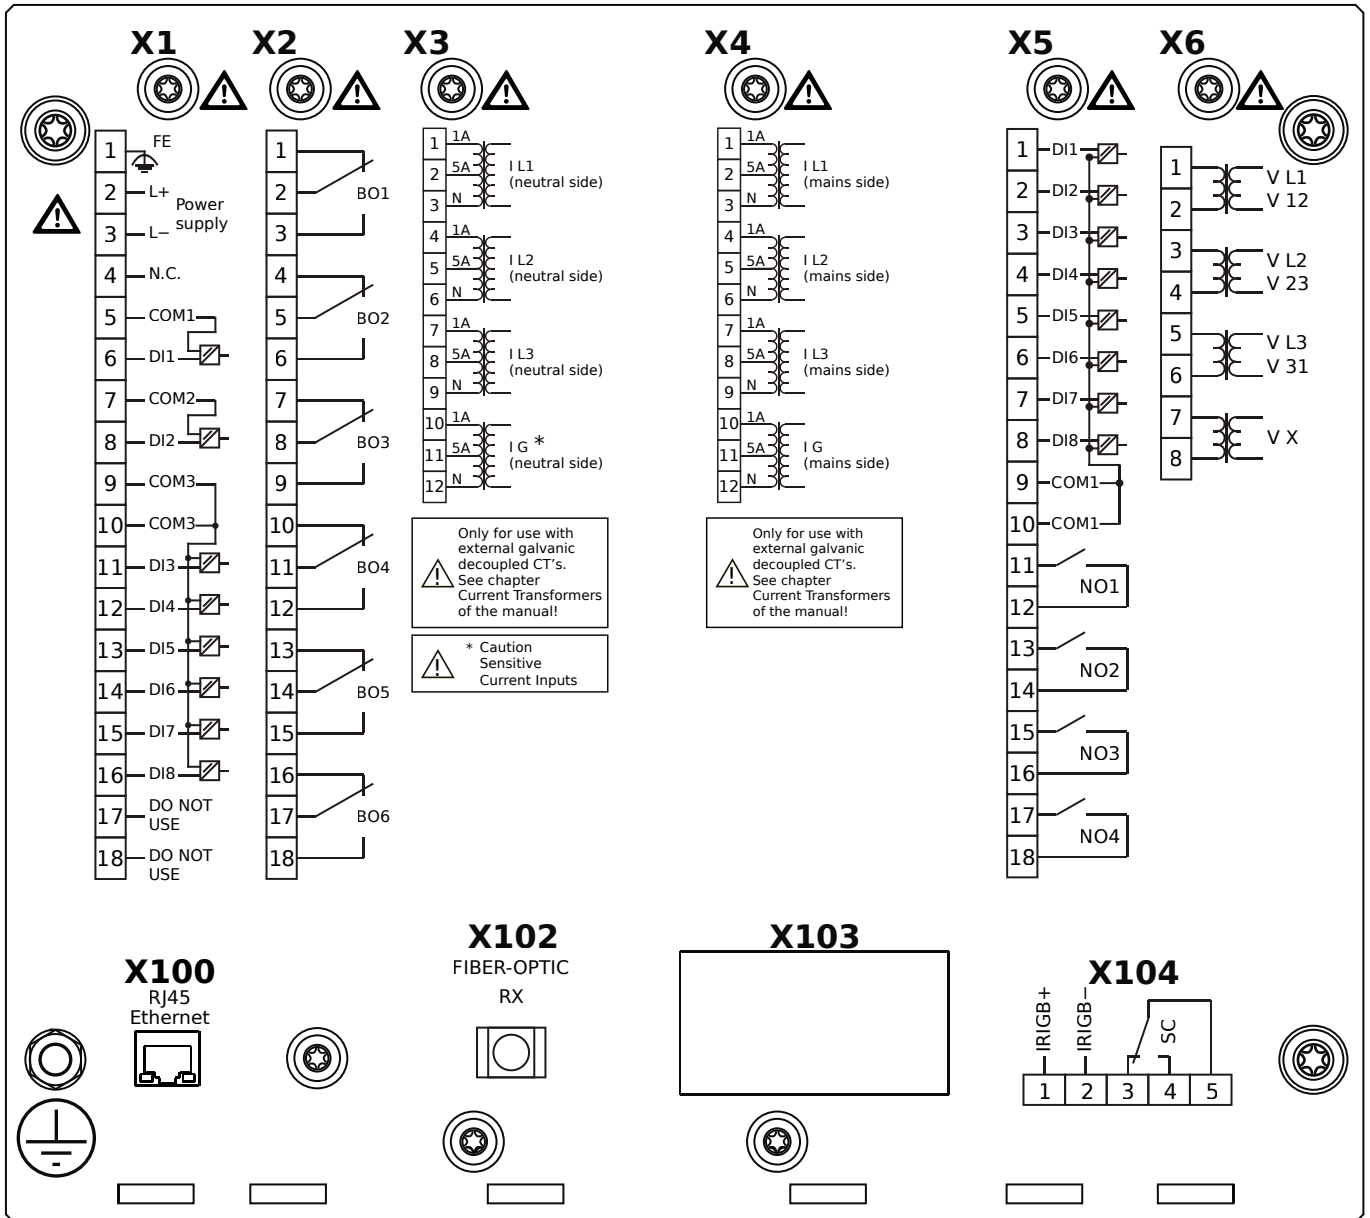 X1
X2
X3
X4
X5
X6
1
FE
2
L+
Power
supply
3
L−
4
N.C.
5
COM1
6
DI1
7
COM2
8
DI2
9
COM3
10
COM3
11
DI3
12
DI4
13
DI5
14
DI6
15
DI7
16
DI8
17
DO NOT
USE
18
DO NOT
USE
1
2
BO1
3
4
5
BO2
6
7
8
BO3
9
10
11
BO4
12
13
14
BO5
15
16
17
BO6
18
1 1A
2 5A
3 N
I L1
(neutral side)
4 1A
5 5A
6 N
I L2
(neutral side)
7 1A
8 5A
9 N
I L3
(neutral side)
10 1A
11 5A
12 N
I G *
(neutral side)
Only for use with
external galvanic
decoupled CT's.
See chapter
Current Transformers
of the manual!
* Caution
Sensitive
Current Inputs
1 1A
2 5A
3 N
I L1
(mains side)
4 1A
5 5A
6 N
I L2
(mains side)
7 1A
8 5A
9 N
I L3
(mains side)
10 1A
11 5A
12 N
I G
(mains side)
Only for use with
external galvanic
decoupled CT's.
See chapter
Current Transformers
of the manual!
1 DI1
2 DI2
3 DI3
4 DI4
5 DI5
6 DI6
7 DI7
8 DI8
9 COM1
10 COM1
11
NO1
12
13
NO2
14
15
NO3
16
17
NO4
18
1
V L1
2
V 12
3
V L2
4
V 23
5
V L3
6
V 31
7
V X
8
X100
RJ45
Ethernet
X102
FIBER-OPTIC
RX
X103
X104
IRIGB+
IRIGB−
SC
1 2 3 4 5